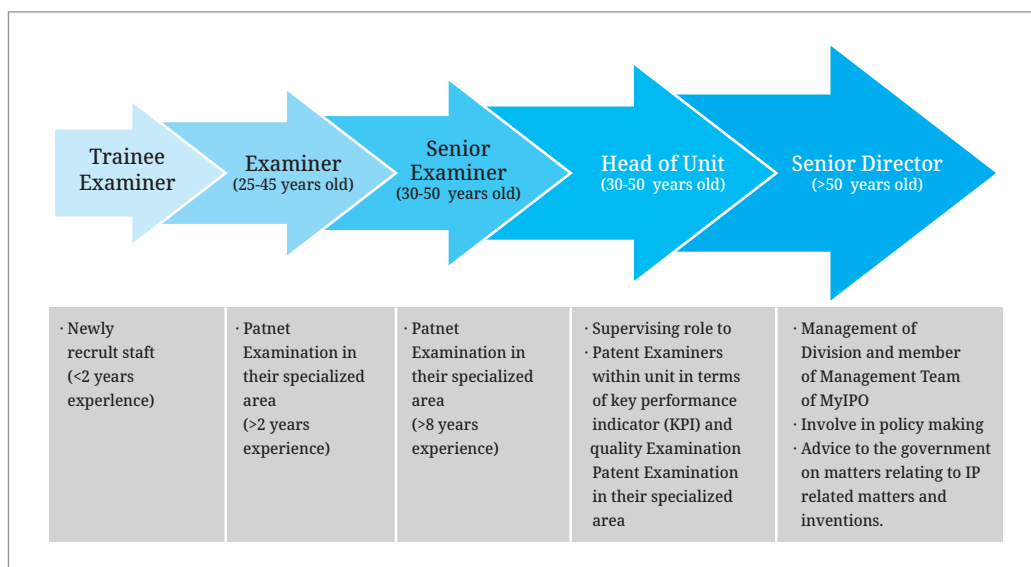 Trainee
Examiner
Examiner
(25-45 years old)
Senior
Examiner
(30-50  years old)
Head of Unit
(30-50  years old)
Senior Director
(>50  years old)
· Newly
recruit staff
(<2 years
experlence)
· Patnet
Examination in
their specialized
area
(>2 years
experience)
· Patnet
Examination in
their specialized
area
(>8 years
experience)
· Supervising role to
· Patent Examiners
within unit in terms
of key performance
indicator (KPI) and
quality Examination
Patent Examination
in their specialized
area
· Management of
Division and member
of Management Team
of MyIPO
· Involve in policy making
· Advice to the government
on matters relating to IP
related matters and
inventions.